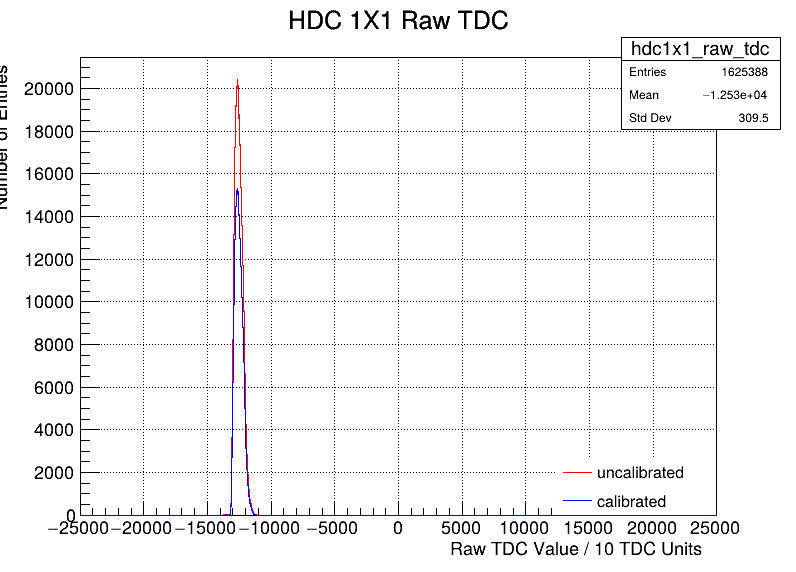 HDC 1X1 Raw TDC
hdc1x1_raw_tdc
Entries 1625388
Mean −1.253e+04
Std Dev 309.5
Number of Entries
20000
18000
16000
14000
12000
10000
8000
6000
4000
2000
0
−25000 −20000 −15000 −10000 −5000 0 5000 10000 15000 20000 25000
uncalibrated
calibrated
Raw TDC Value / 10 TDC Units